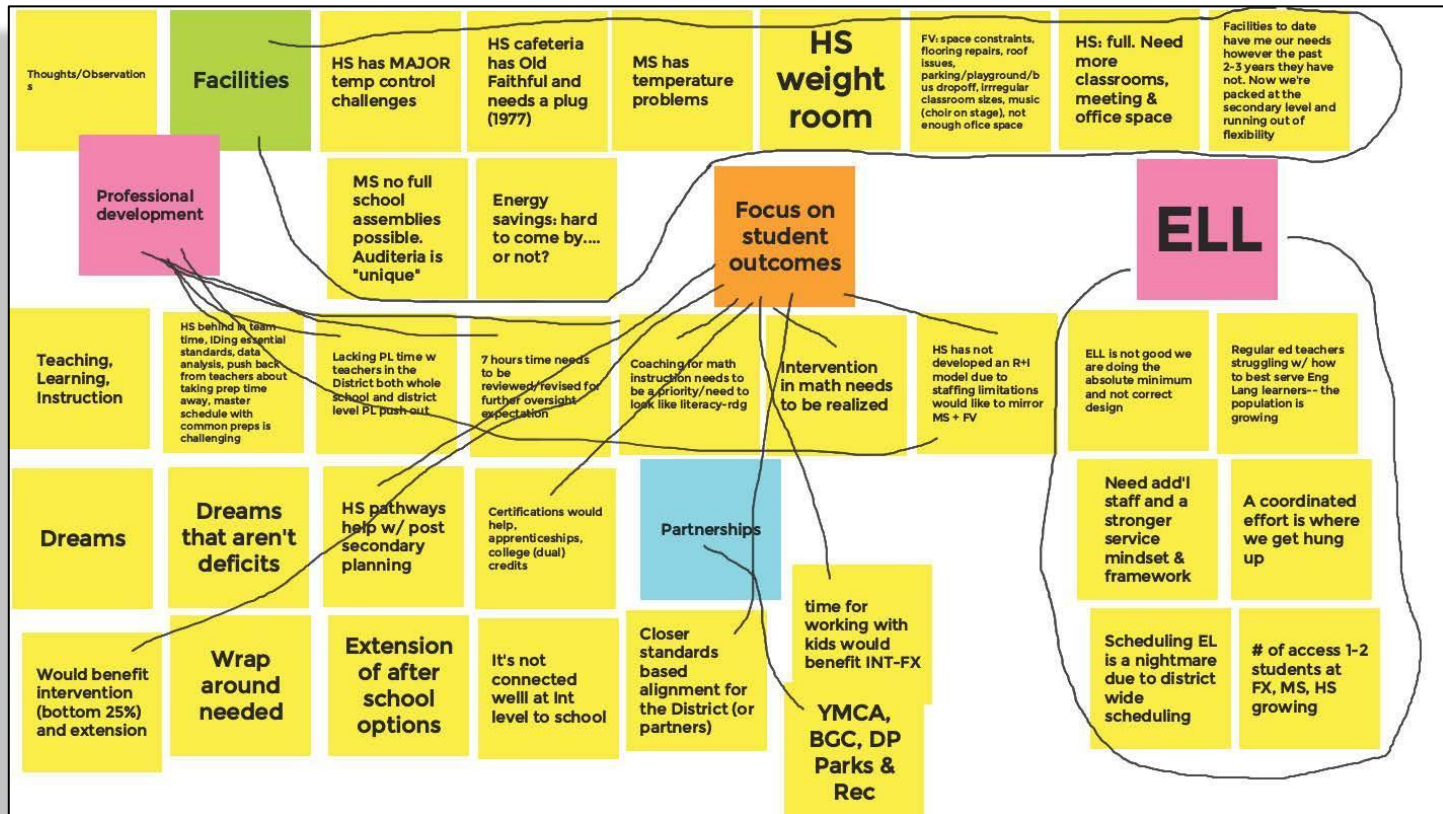 Thoughts/Observation
s
Facilities
HS has MAJOR
temp control
challenges
HS cafeteria
has Old
Faithful and
needs a plug
(1977)
MS has
temperature
problems
HS
weight
room
FV: space constraints,
flooring repairs, roof
issues,
parking/playground/b
us dropoff, irrregular
classroom sizes, music
(choir on stage), not
enough ofice space
HS: full. Need
more
classrooms,
meeting &
office space
Facilities to date
have me our needs
however the past
2-3 years they have
not. Now we're
packed at the
secondary level and
running out of
flexibility
Professional
development
MS no full
school
assemblies
possible.
Auditeria is
"unique"
Energy
savings: hard
to come by....
or not?
Focus on
student
outcomes
ELL
Teaching,
Learning,
Instruction
HS behind in team
time, IDing essential
standards, data
analysis, push back
from teachers about
taking prep time
away, master
schedule with
common preps is
challenging
Lacking PL time w
teachers in the
District both whole
school and district
level PL push out
7 hours time needs
to be
reviewed/revised for
further oversight
expectation
Coaching for math
instruction needs to
be a priority/need to
look like literacy-rdg
Intervention
in math needs
to be realized
HS has not
developed an R+I
model due to
staffing limitations
would like to mirror
MS + FV
ELL is not good we
are doing the
absolute minimum
and not correct
design
Regular ed teachers
struggling w/ how
to best serve Eng
Lang learners-- the
population is
growing
Dreams
Dreams
that aren't
deficits
HS pathways
help w/ post
secondary
planning
Certifications would
help,
apprenticeships,
college (dual)
credits
Partnerships
Need add'l
staff and a
stronger
service
mindset &
framework
A coordinated
effort is where
we get hung
up
Would benefit
intervention
(bottom 25%)
and extension
Wrap
around
needed
Extension
of after
school
options
It's not
connected
welll at Int
level to school
Closer
standards
based
alignment for
the District (or
partners)
time for
working with
kids would
benefit INT-FX
YMCA,
BGC, DP
Parks &
Rec
Scheduling EL
is a nightmare
due to district
wide
scheduling
# of access 1-2
students at
FX, MS, HS
growing